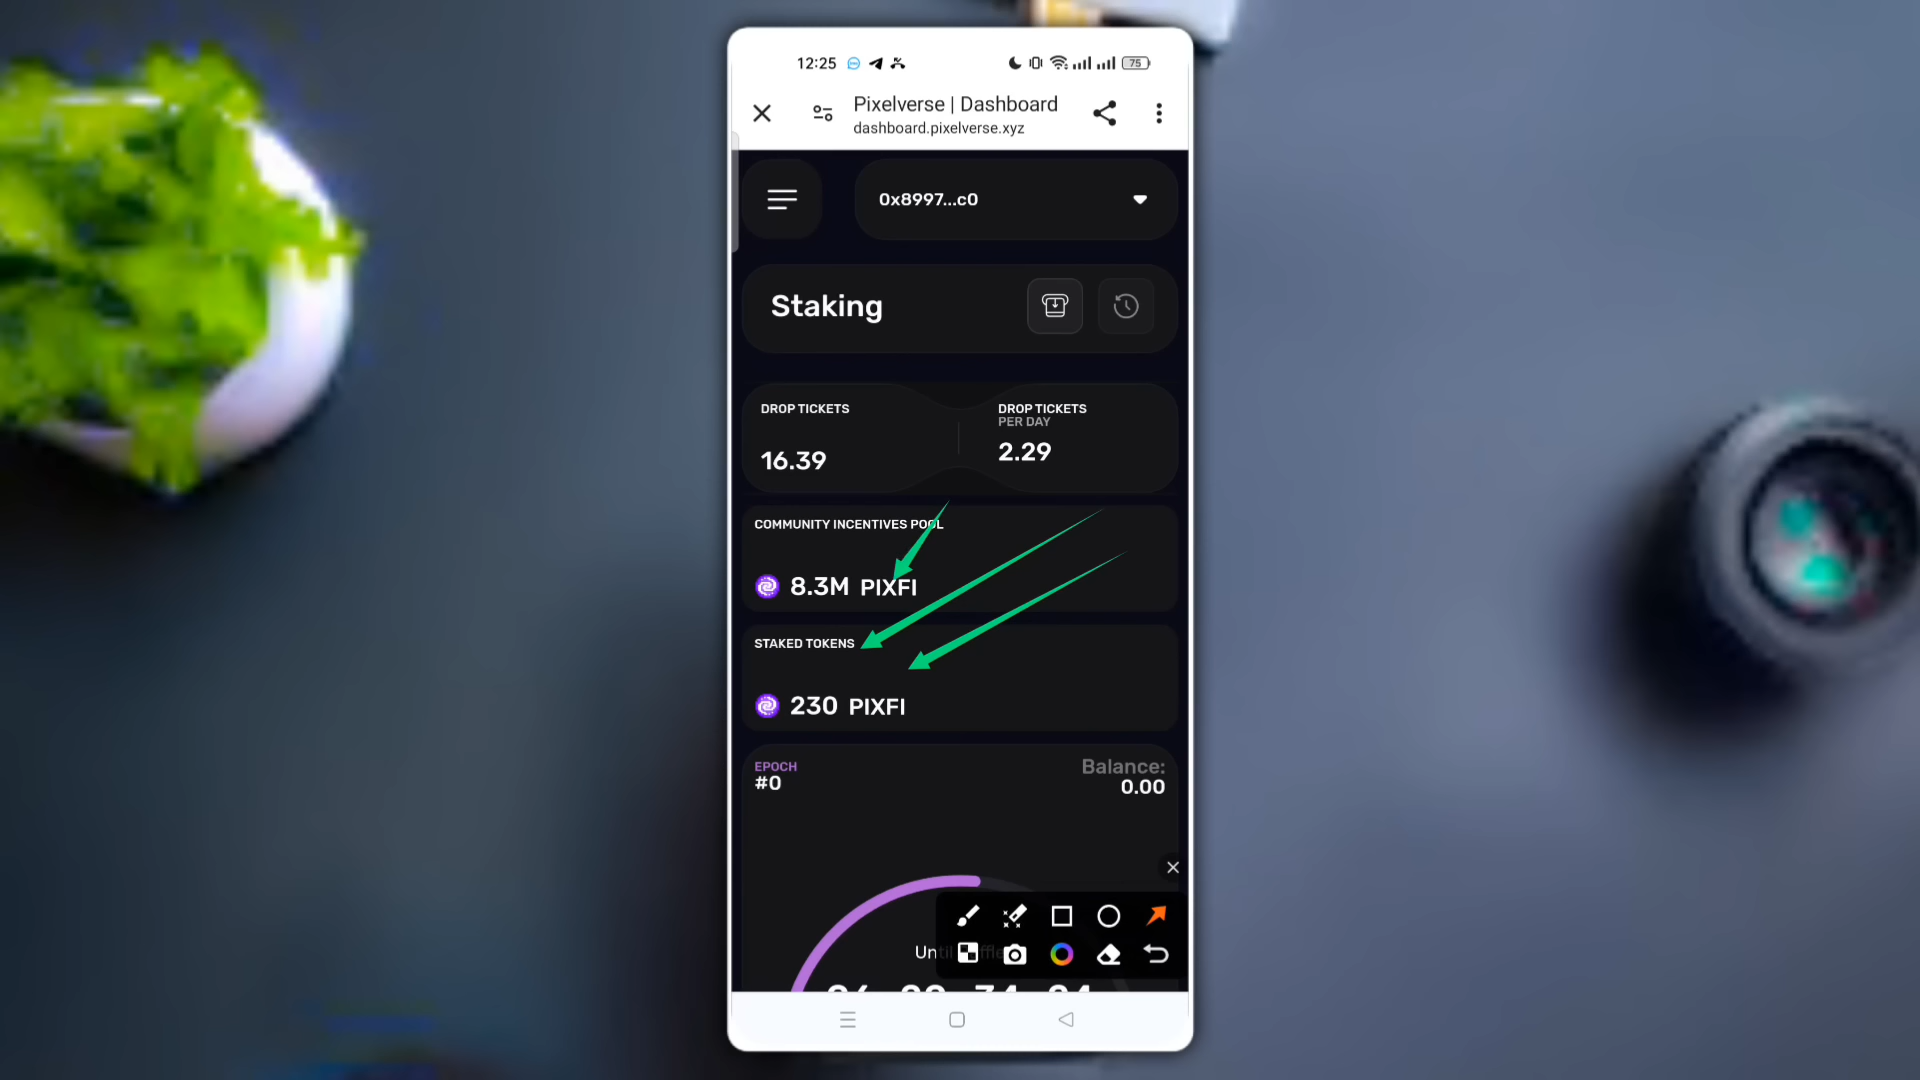 12:25
75
Pixelverse | Dashboard
dashboard.pixelverse.xyz
0x8997...c0
Staking
DROP TICKETS
16.39
DROP TICKETS
PER DAY
2.29
COMMUNITY INCENTIVES POOL
8.3M PIXFI
STAKED TOKENS
230 PIXFI
EPOCH
#0
Balance:
0.00